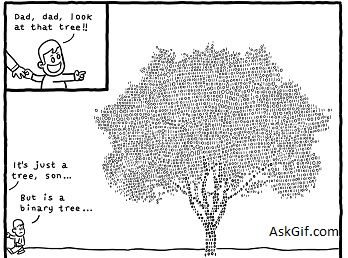 Dad, dad, look
at that tree!!
It's just a
tree, son...
But is a
binary tree...
AskGif.com